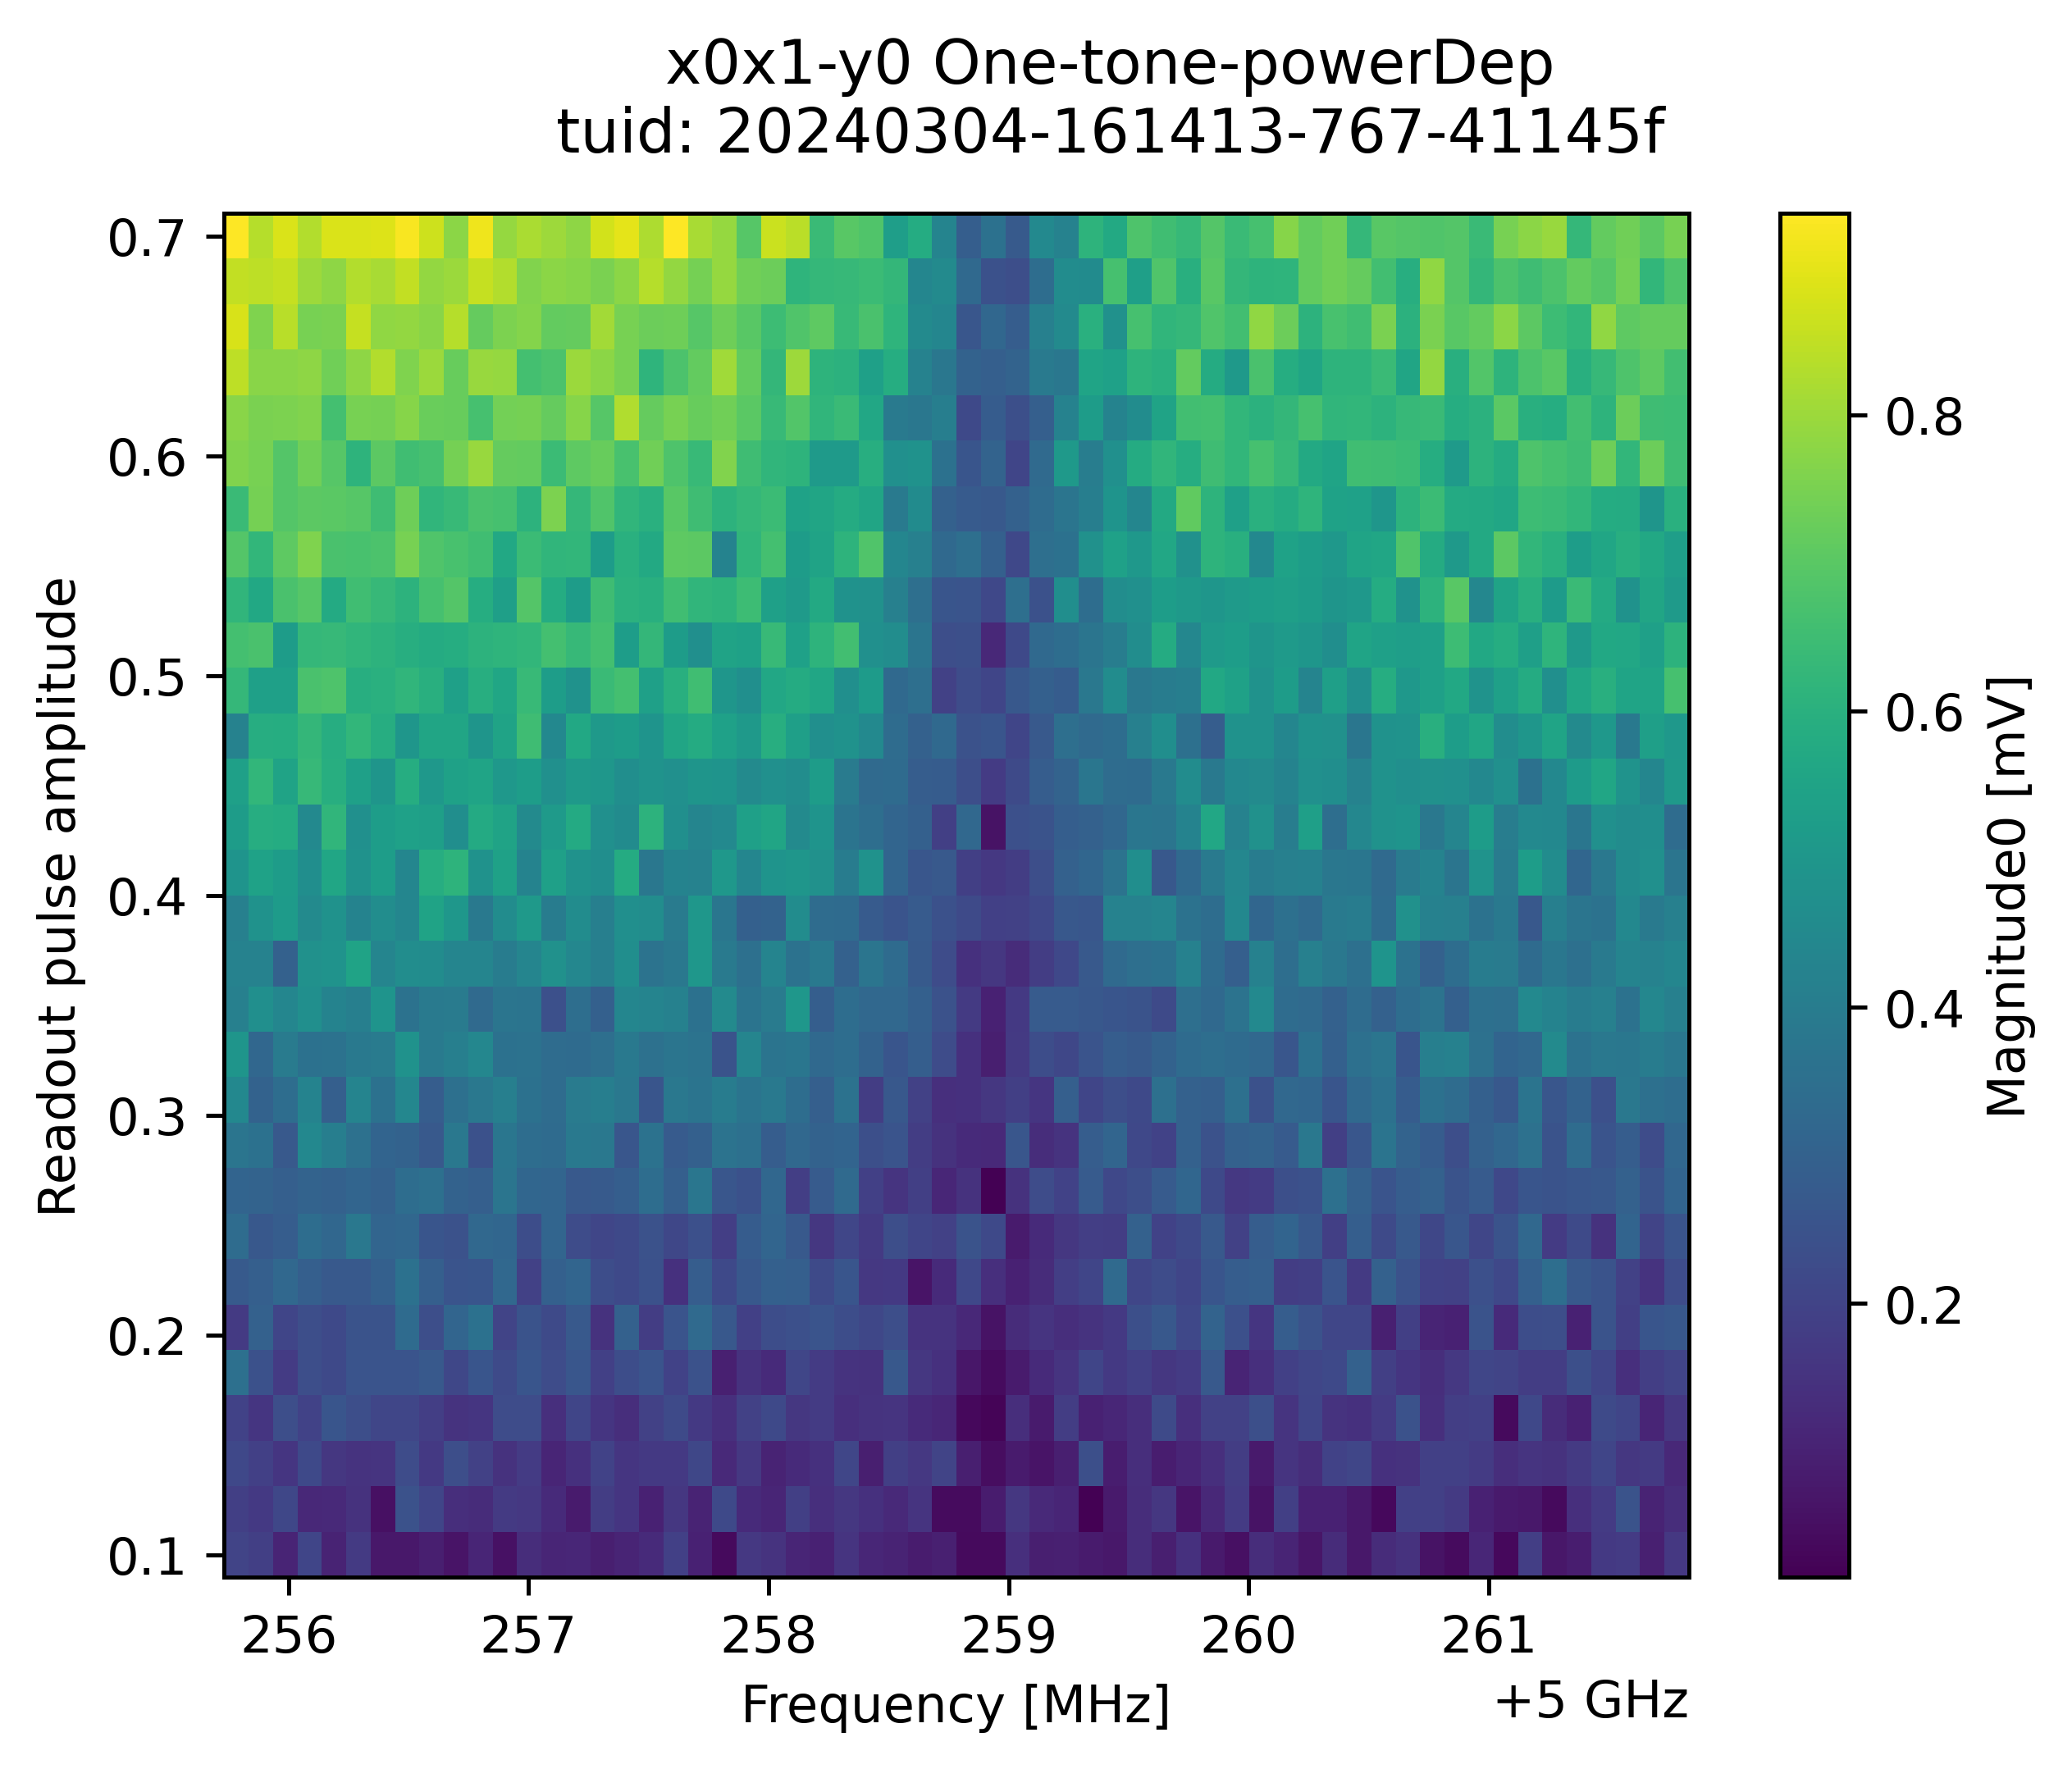 x0x1-y0 One-tone-powerDep
tuid: 20240304-161413-767-41145f
0.7
0.6
0.5
0.4
0.3
0.2
0.1
Readout pulse amplitude
256
257
258
259
260
261
Frequency [MHz]
+5 GHz
0.8
0.6
0.4
0.2
Magnitude0 [mV]